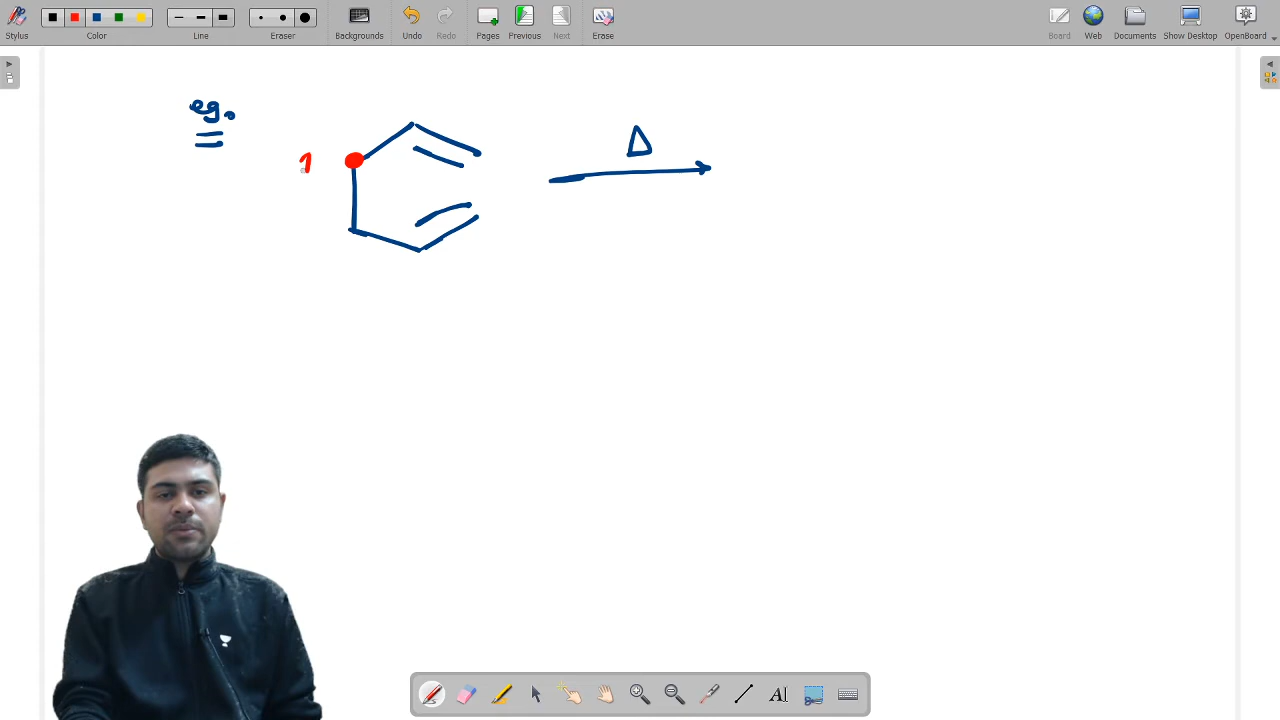 Stylus Color Line Eraser Backgrounds Undo Redo Pages Previous Next Erase Board Web Documents Show Desktop OpenBoard
eg.
1
Δ
AI